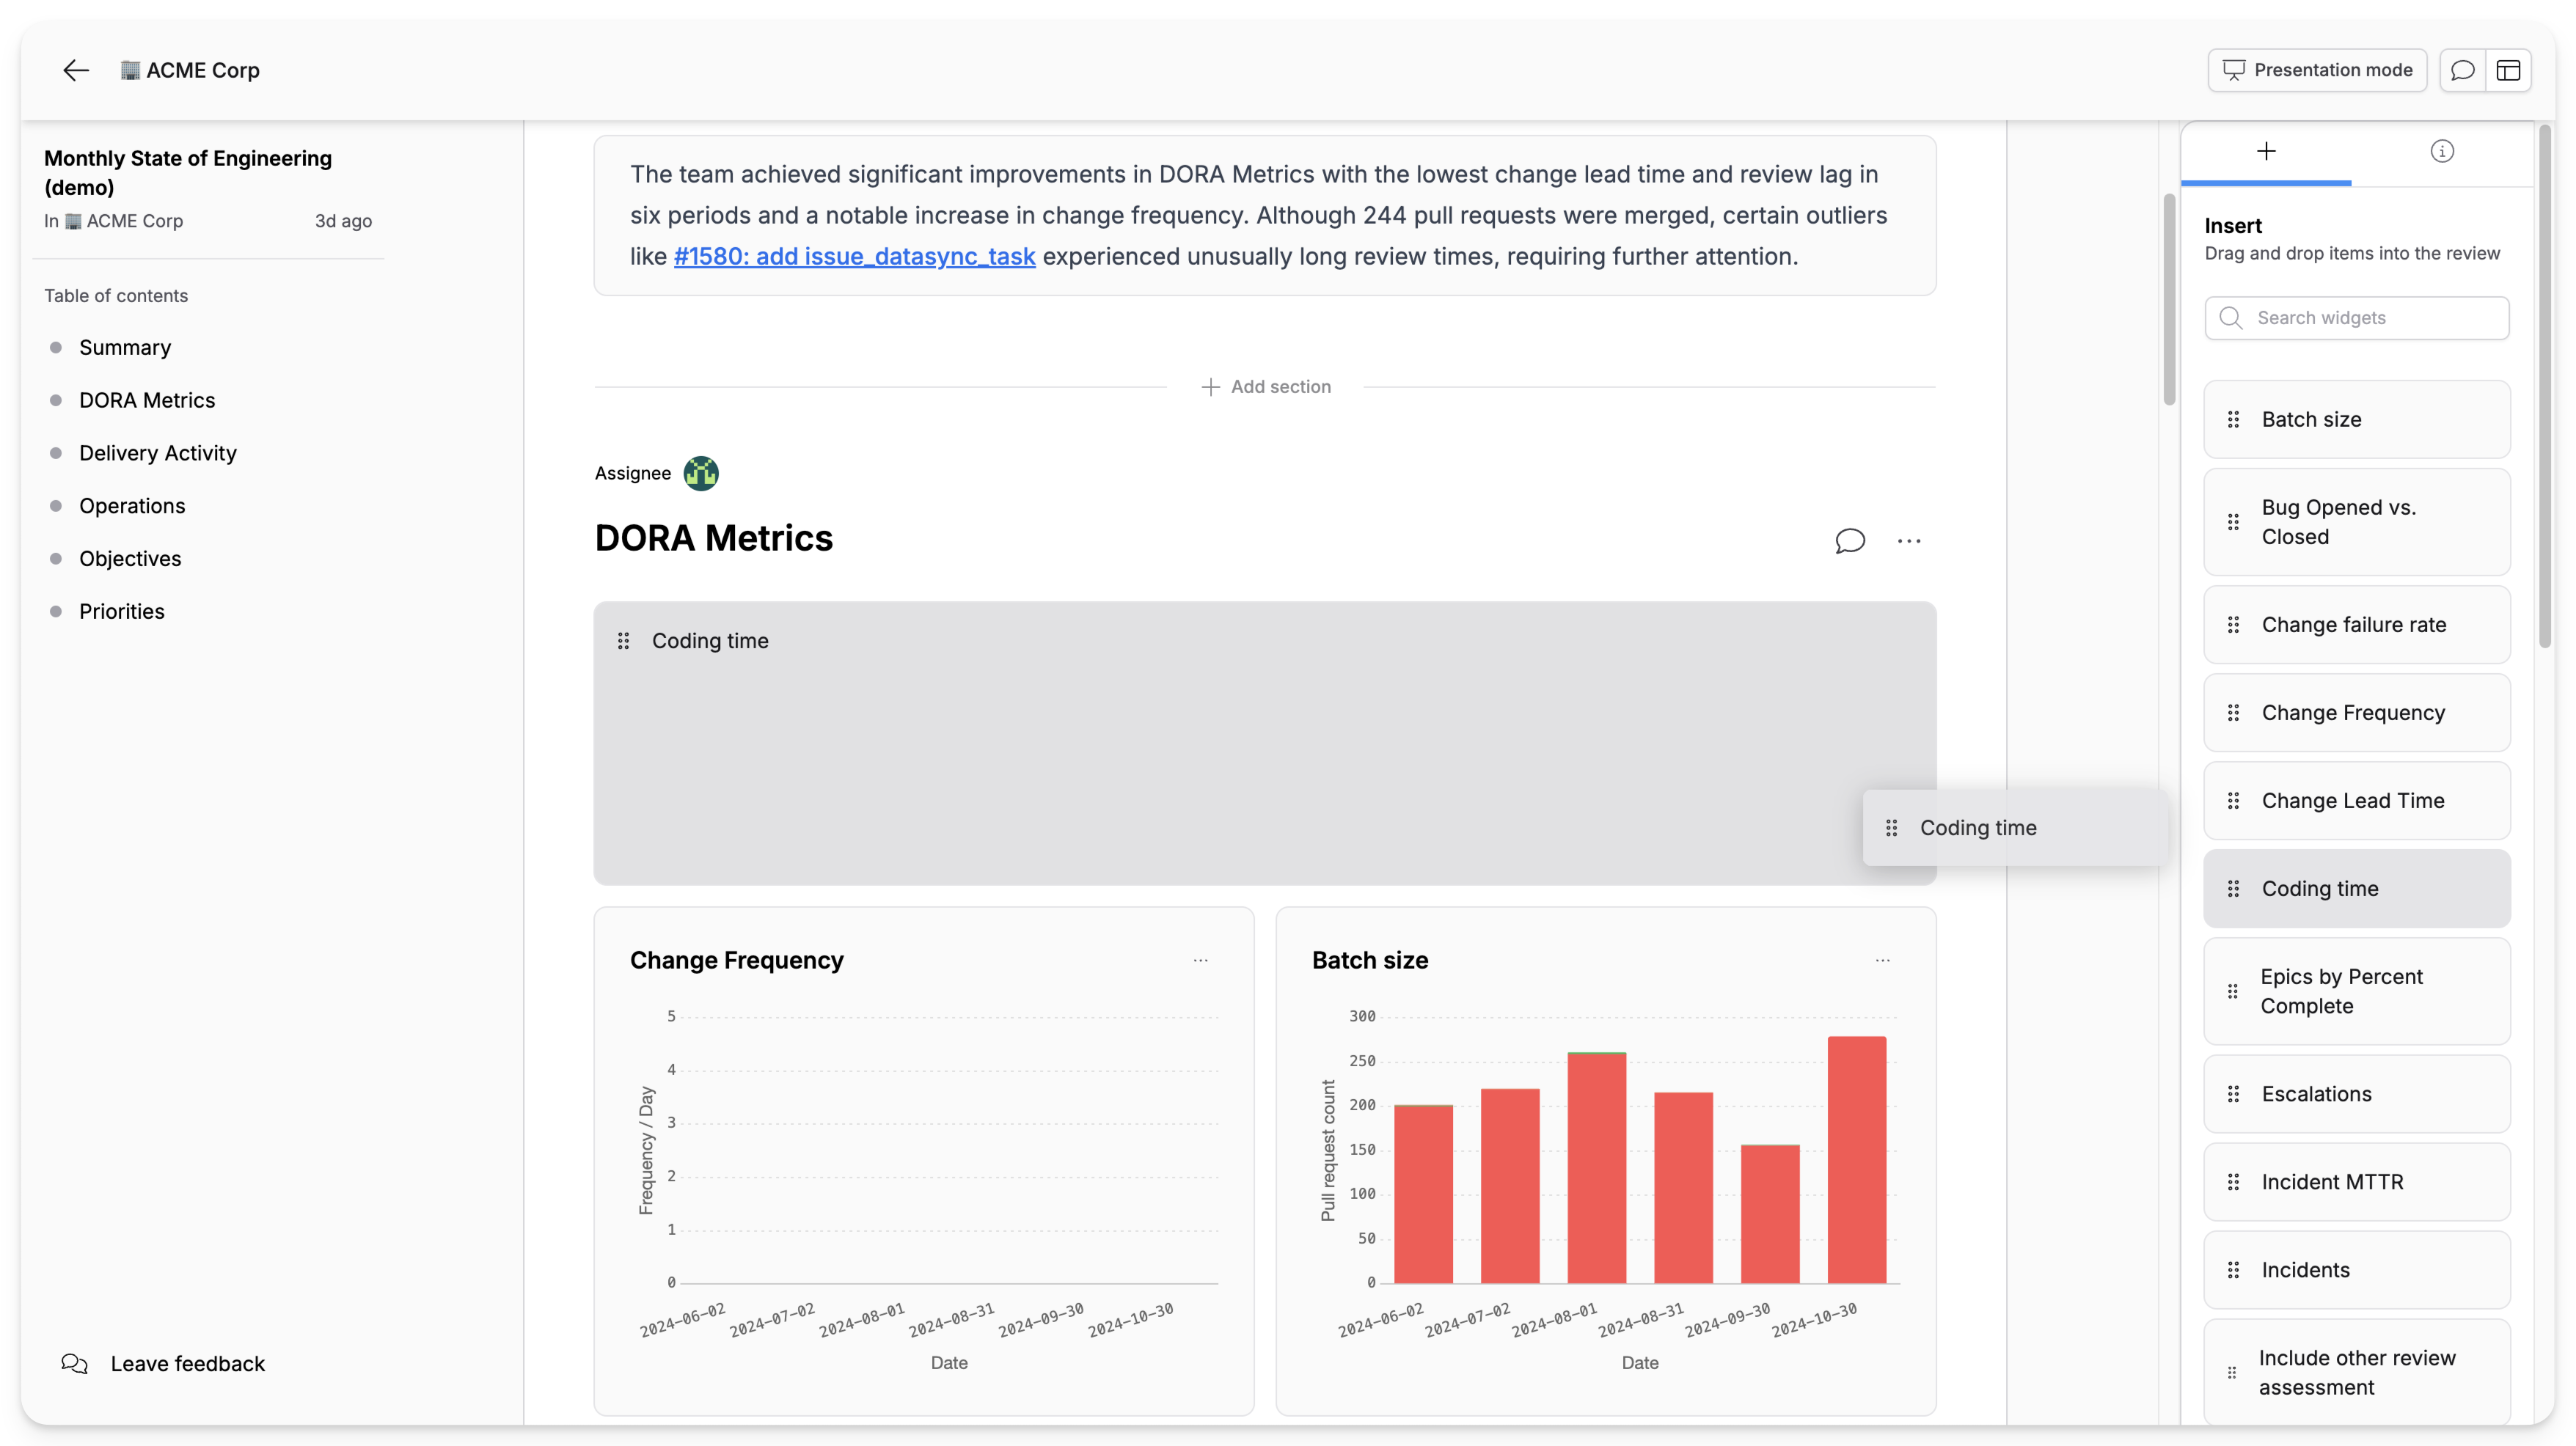 ACME Corp
Presentation mode
Monthly State of Engineering
(demo)
In ACME Corp
3d ago
Table of contents
Summary
DORA Metrics
Delivery Activity
Operations
Objectives
Priorities
Leave feedback
The team achieved significant improvements in DORA Metrics with the lowest change lead time and review lag in
six periods and a notable increase in change frequency. Although 244 pull requests were merged, certain outliers
like #1580: add issue_datasync_task experienced unusually long review times, requiring further attention.
Add section
Assignee
DORA Metrics
Coding time
Coding time
Change Frequency
5
4
3
2
1
0
Frequency / Day
2024-06-02
2024-07-02
2024-08-01
2024-08-31
2024-09-30
2024-10-30
Date
Batch size
300
250
200
150
100
50
0
Pull request count
2024-06-02
2024-07-02
2024-08-01
2024-08-31
2024-09-30
2024-10-30
Date
Insert
Drag and drop items into the review
Search widgets
Batch size
Bug Opened vs.
Closed
Change failure rate
Change Frequency
Change Lead Time
Coding time
Epics by Percent
Complete
Escalations
Incident MTTR
Incidents
Include other review
assessment